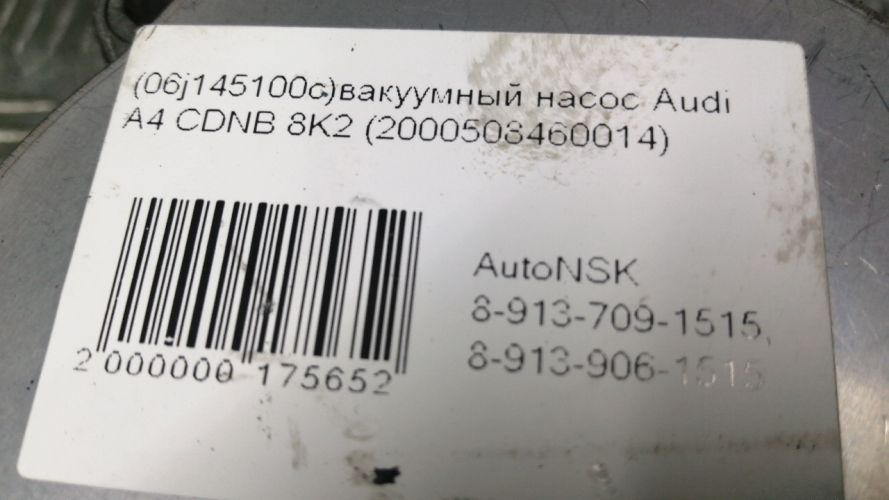 (06j145100c)вакуумный насос Audi
A4 CDNB 8K2 (2000508460014)
AutoNSK
8-913-709-1515,
8-913-906-1515
2 000000 175652